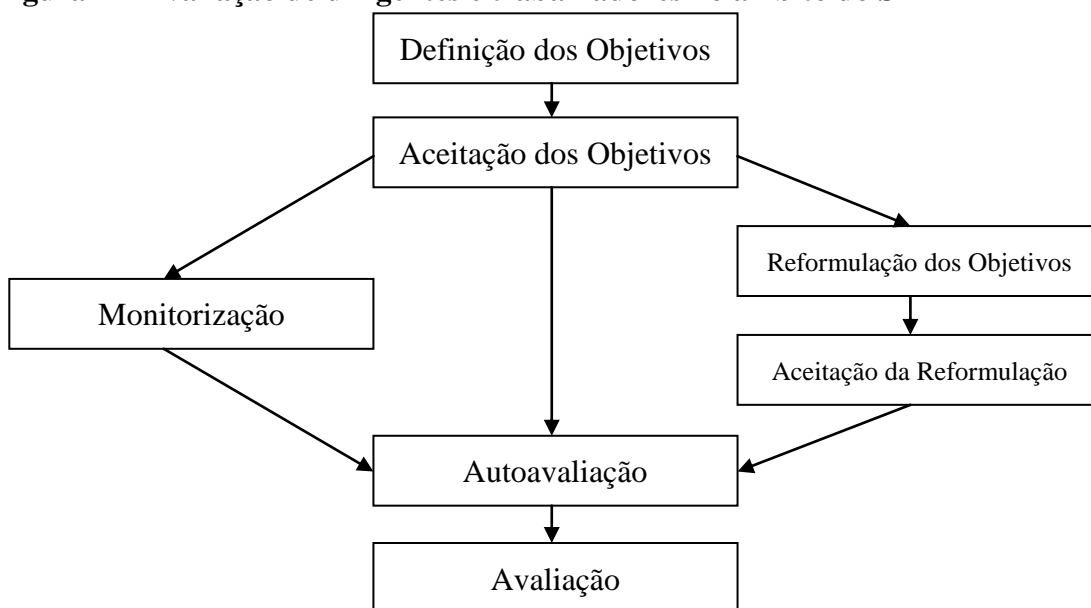 Definição dos Objetivos
Aceitação dos Objetivos
Reformulação dos Objetivos
Monitorização
Aceitação da Reformulação
Autoavaliação
Avaliação